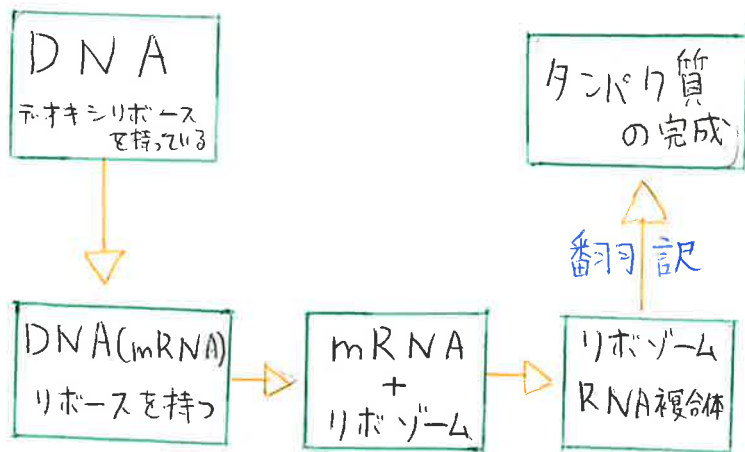 DNA
デオキシリボース
を持っている
DNA(mRNA)
リボースを持つ
mRNA
+
リボゾーム
リボゾーム
RNA複合体
翻訳
タンパク質
の完成